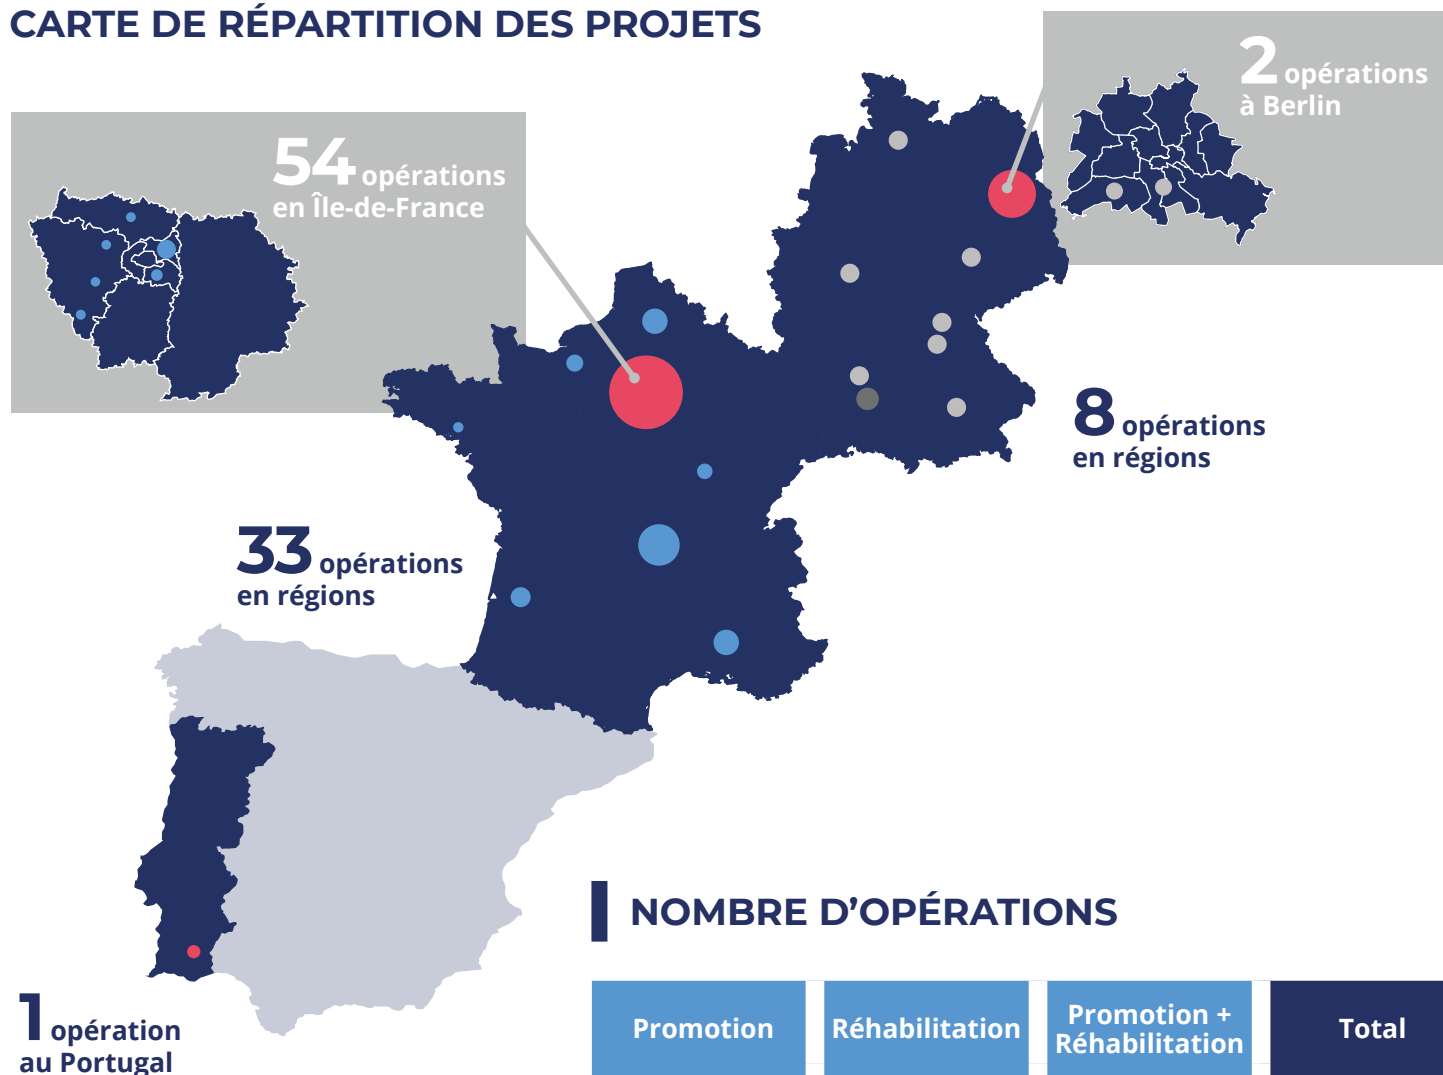 CARTE DE RÉPARTITION DES PROJETS
2 opérations
à Berlin
54 opérations
en Île-de-France
8 opérations
en régions
33 opérations
en régions
NOMBRE D’OPÉRATIONS
1 opération
au Portugal
Promotion
Réhabilitation
Promotion +
Réhabilitation
Total